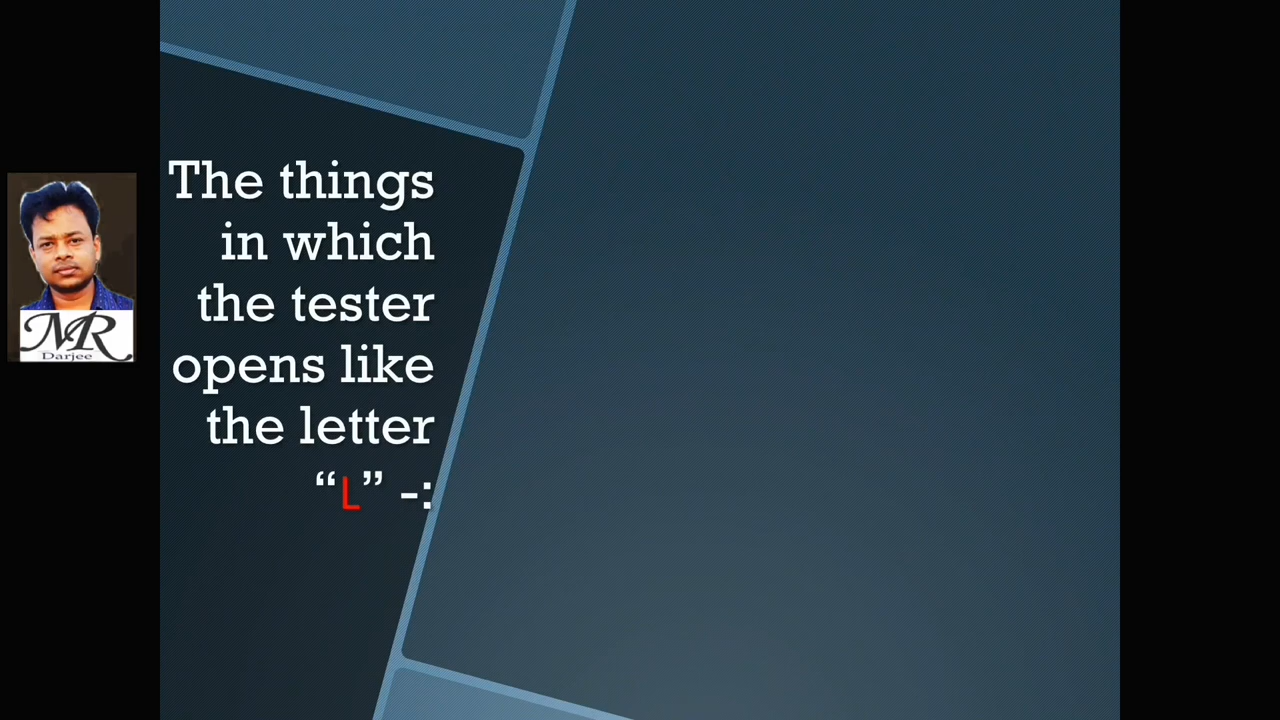 The things
in which
the tester
opens like
the letter
“L” -:
MR
Darjee